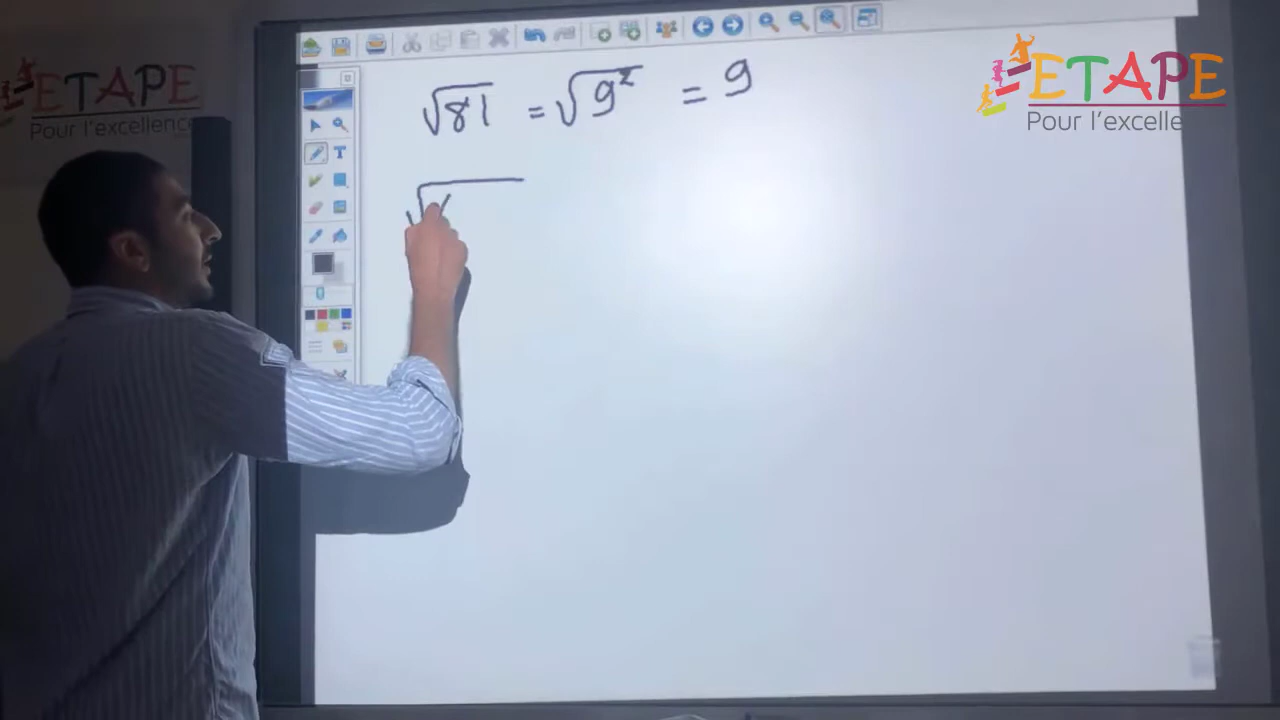 ETAPE
Pour l'excellence
ETAPE
Pour l'excelle
√81 = √9² = 9
√
T